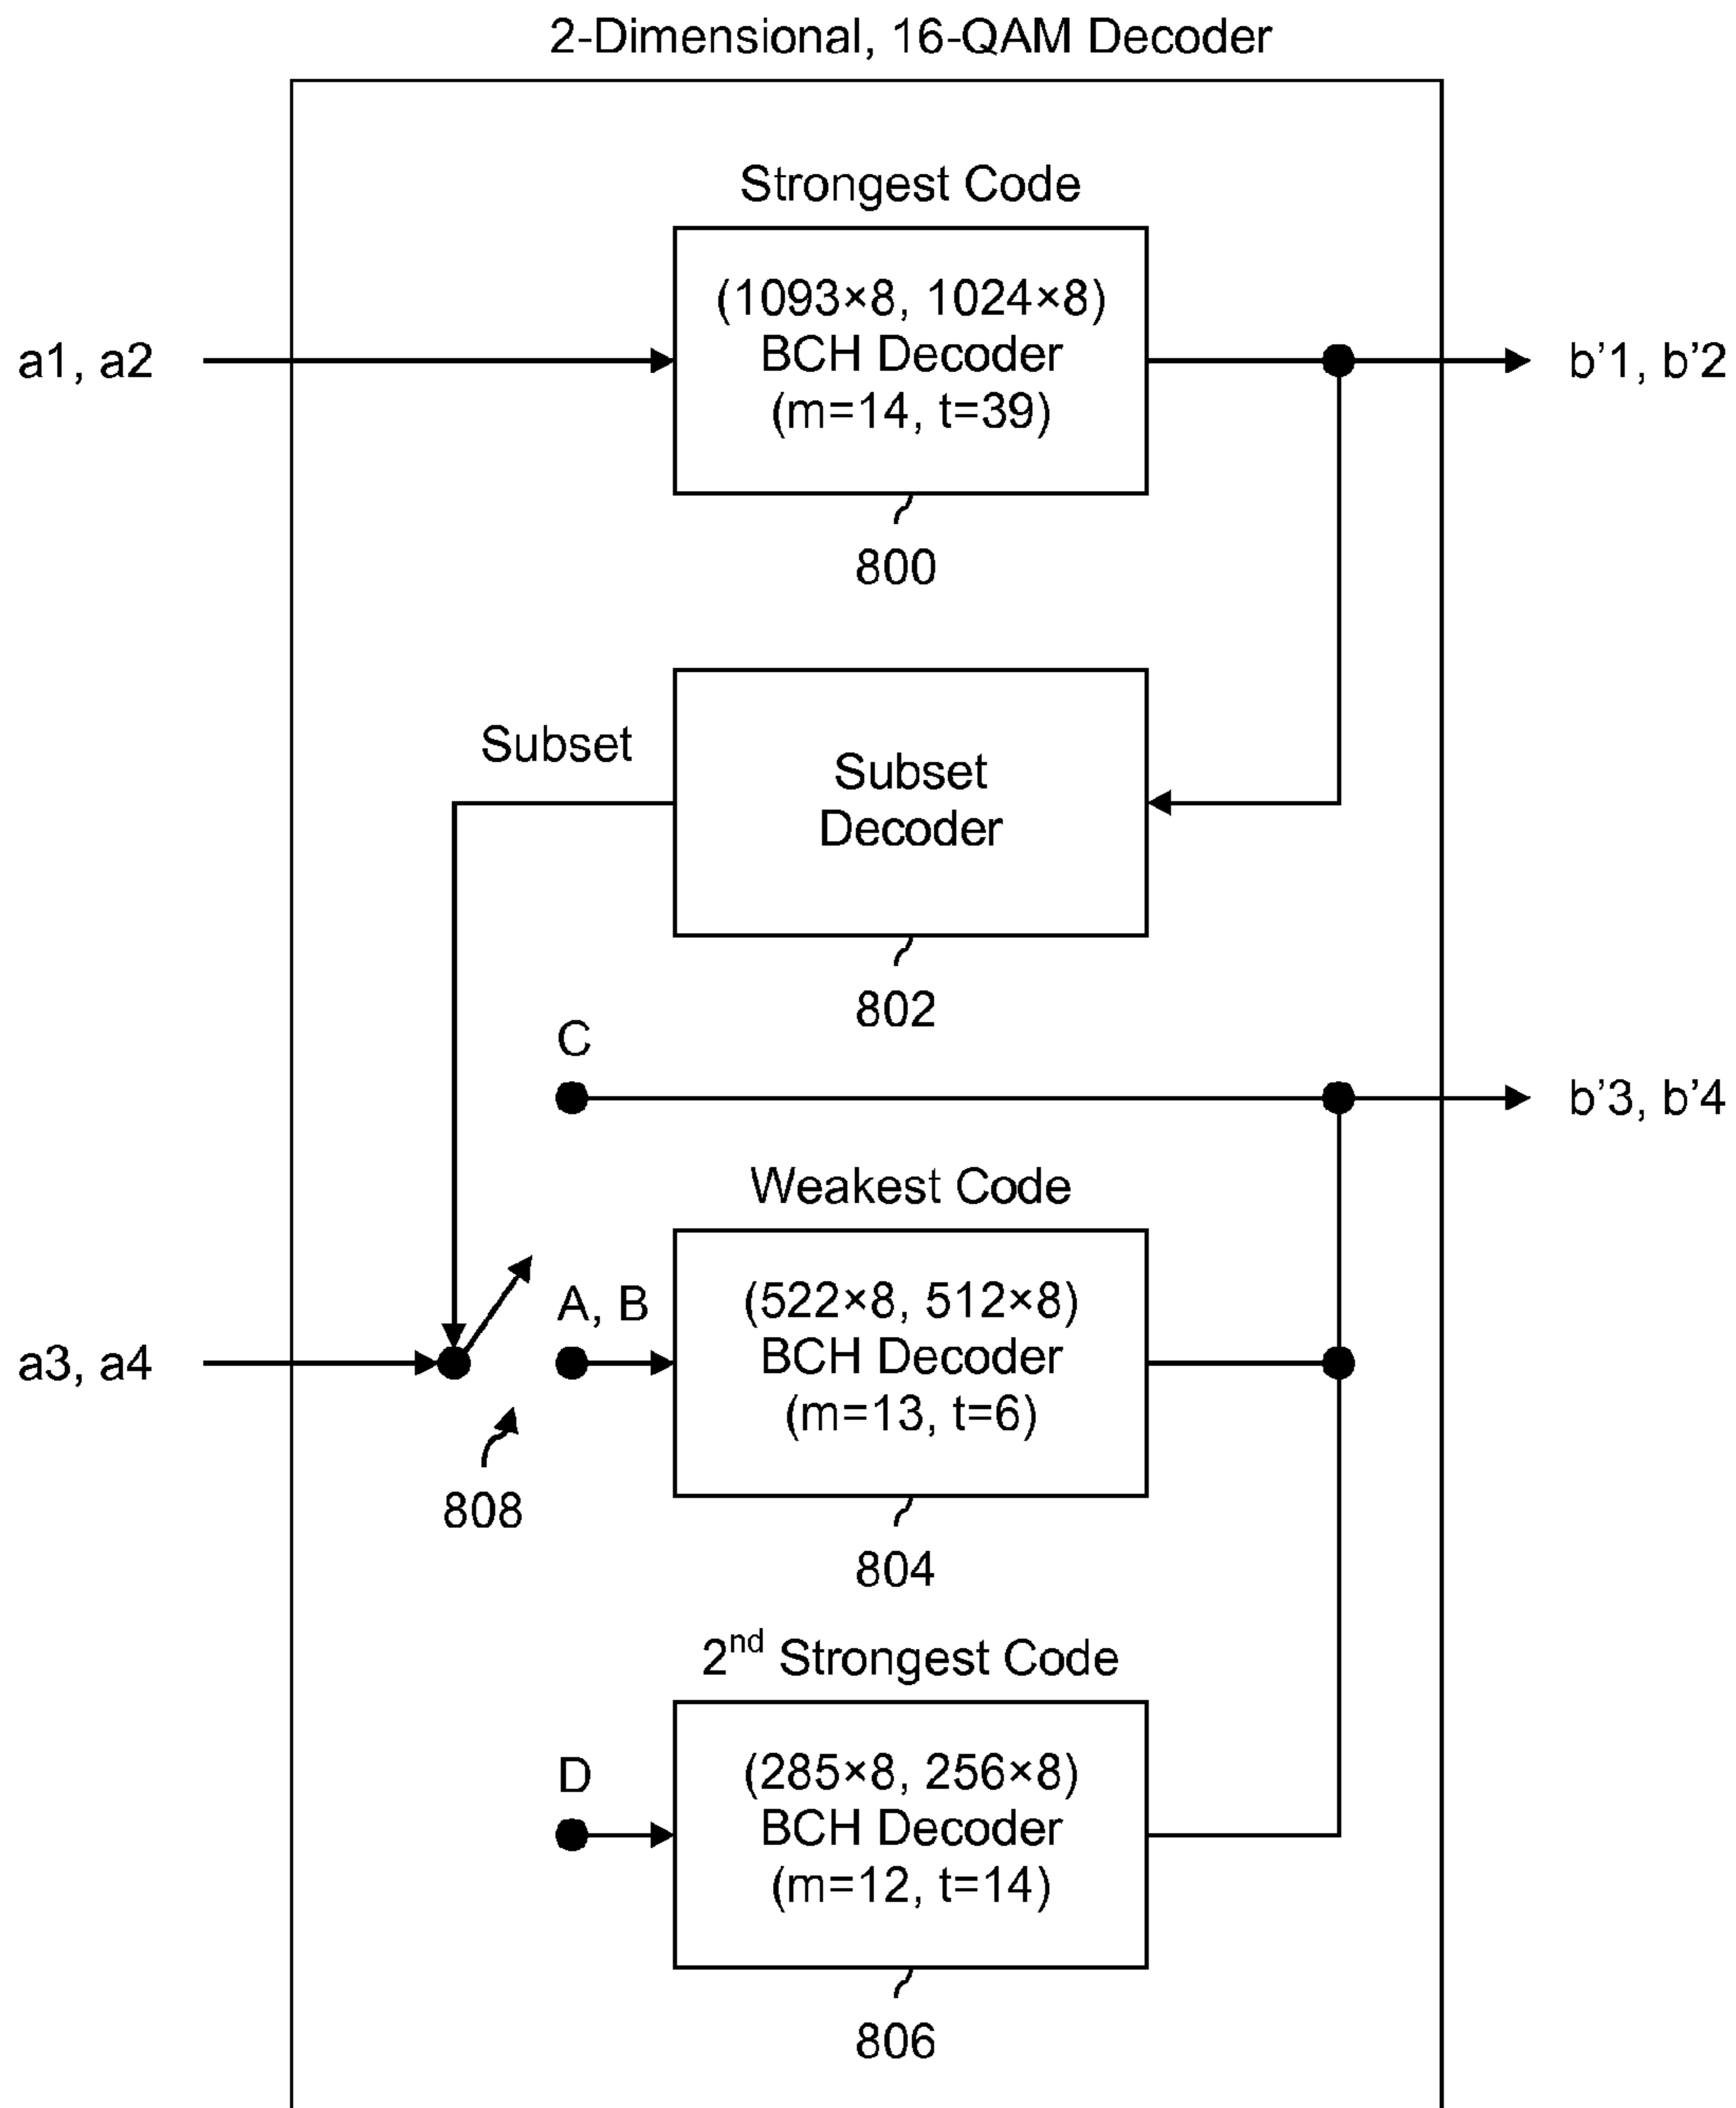 2-Dimensional, 16-QAM Decoder
Strongest Code
(1093×8, 1024×8)
BCH Decoder
(m=14, t=39)
a1, a2
b’1, b’2
800
Subset
Subset
Decoder
802
C
b’3, b’4
Weakest Code
A, B
(522×8, 512×8)
BCH Decoder
(m=13, t=6)
a3, a4
808
804
2nd Strongest Code
D
(285×8, 256×8)
BCH Decoder
(m=12, t=14)
806